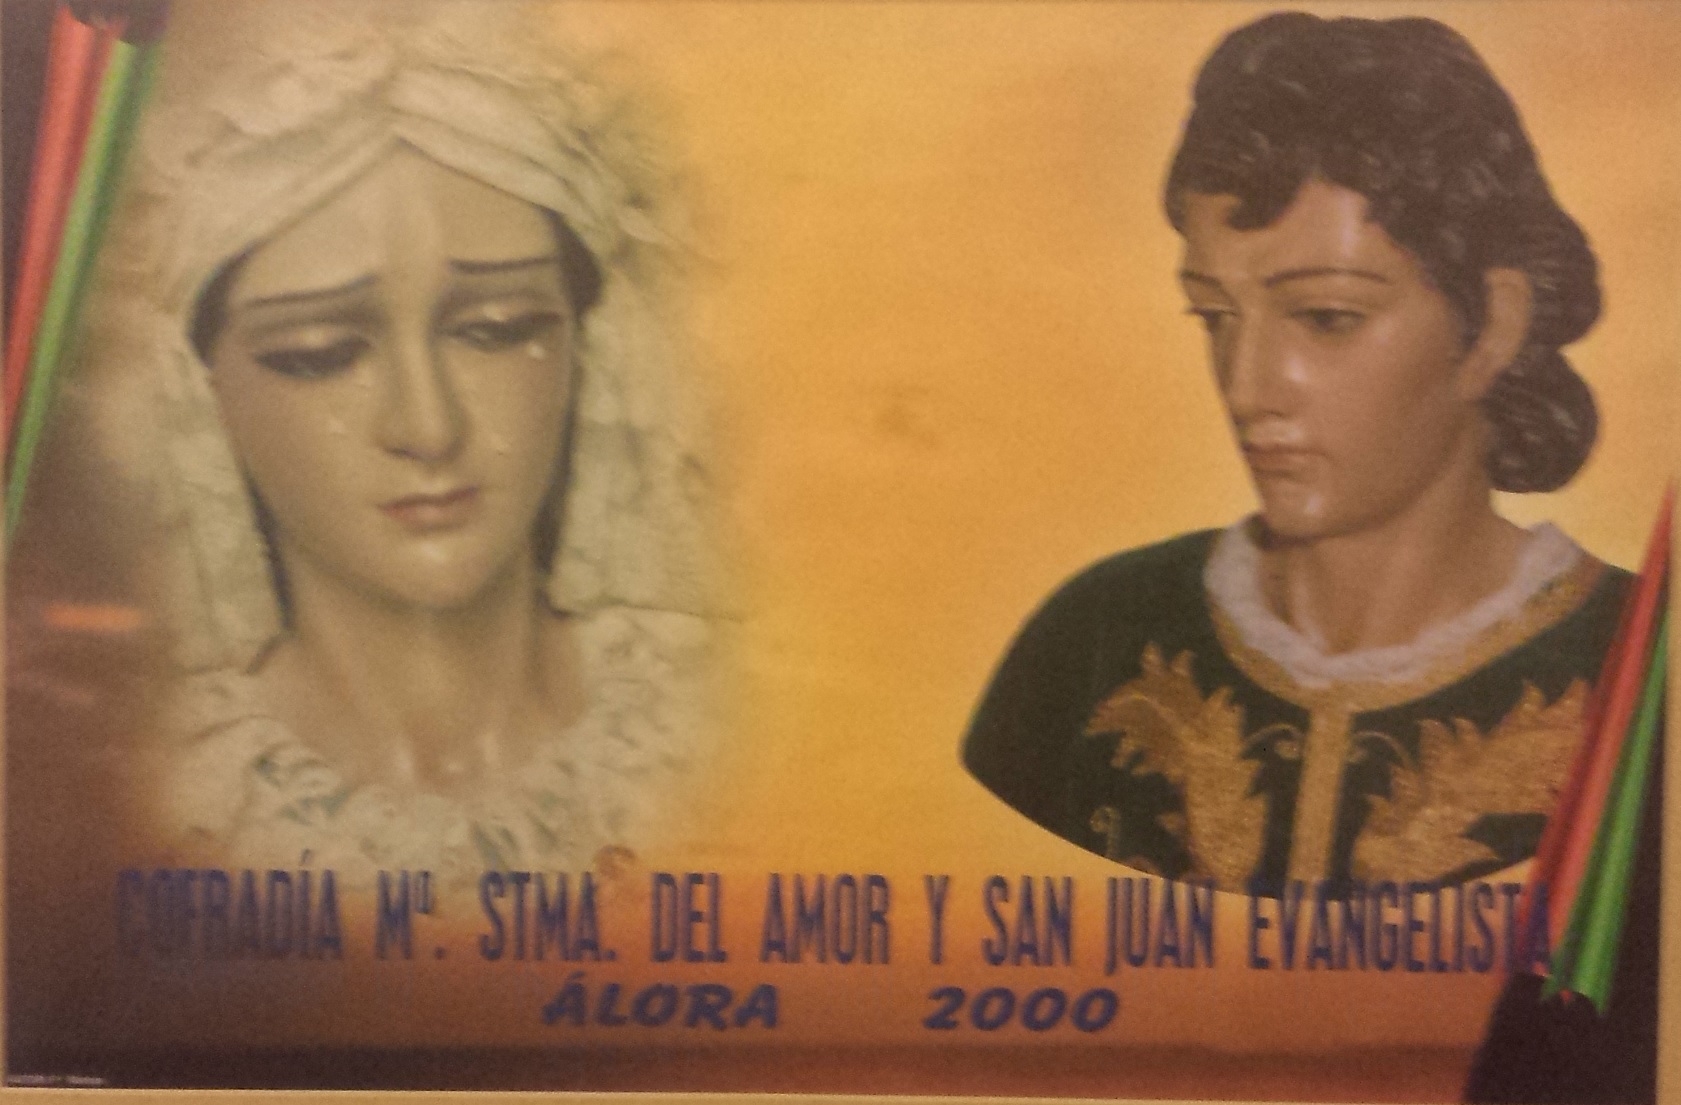 COFRADÍA Mª. STMA. DEL AMOR Y SAN JUAN EVANGELISTA
ÁLORA 2000